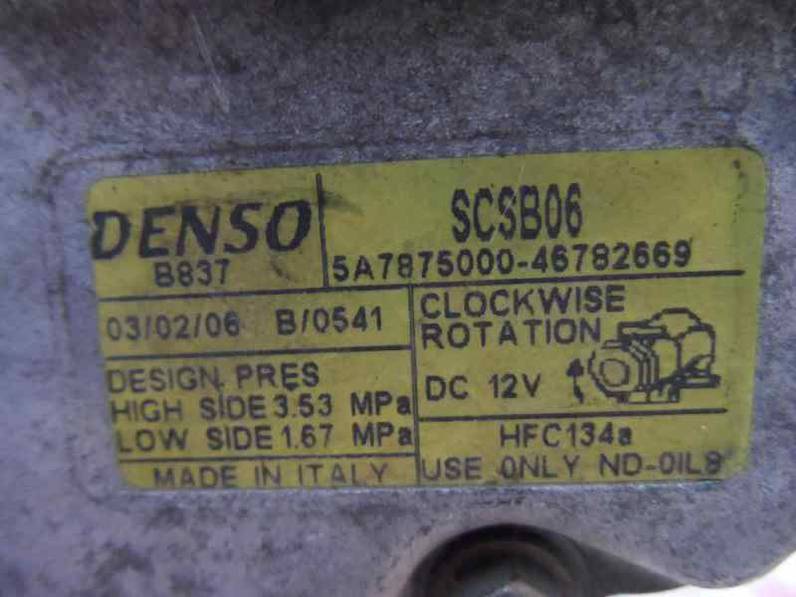 DENSO
B837
SCSB06
5A7875000-46782669
03/02/06 B/0541
CLOCKWISE
ROTATION
DC 12V
DESIGN PRES
HIGH SIDE 3.53 MPa
LOW SIDE 1.67 MPa
HFC134a
MADE IN ITALY
USE ONLY ND-OIL8